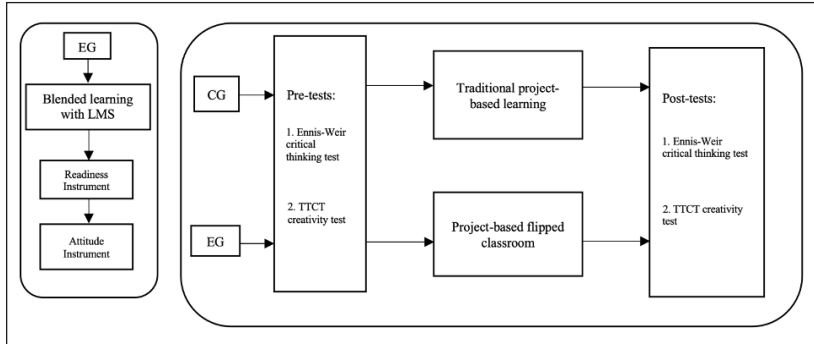 EG
Blended learning
with LMS
Readiness
Instrument
Attitude
Instrument
CG
EG
Pre-tests:
1. Ennis-Weir
critical
thinking test
2. TTCT
creativity test
Traditional project-
based learning
Project-based flipped
classroom
Post-tests:
1. Ennis-Weir
critical thinking test
2. TTCT creativity
test